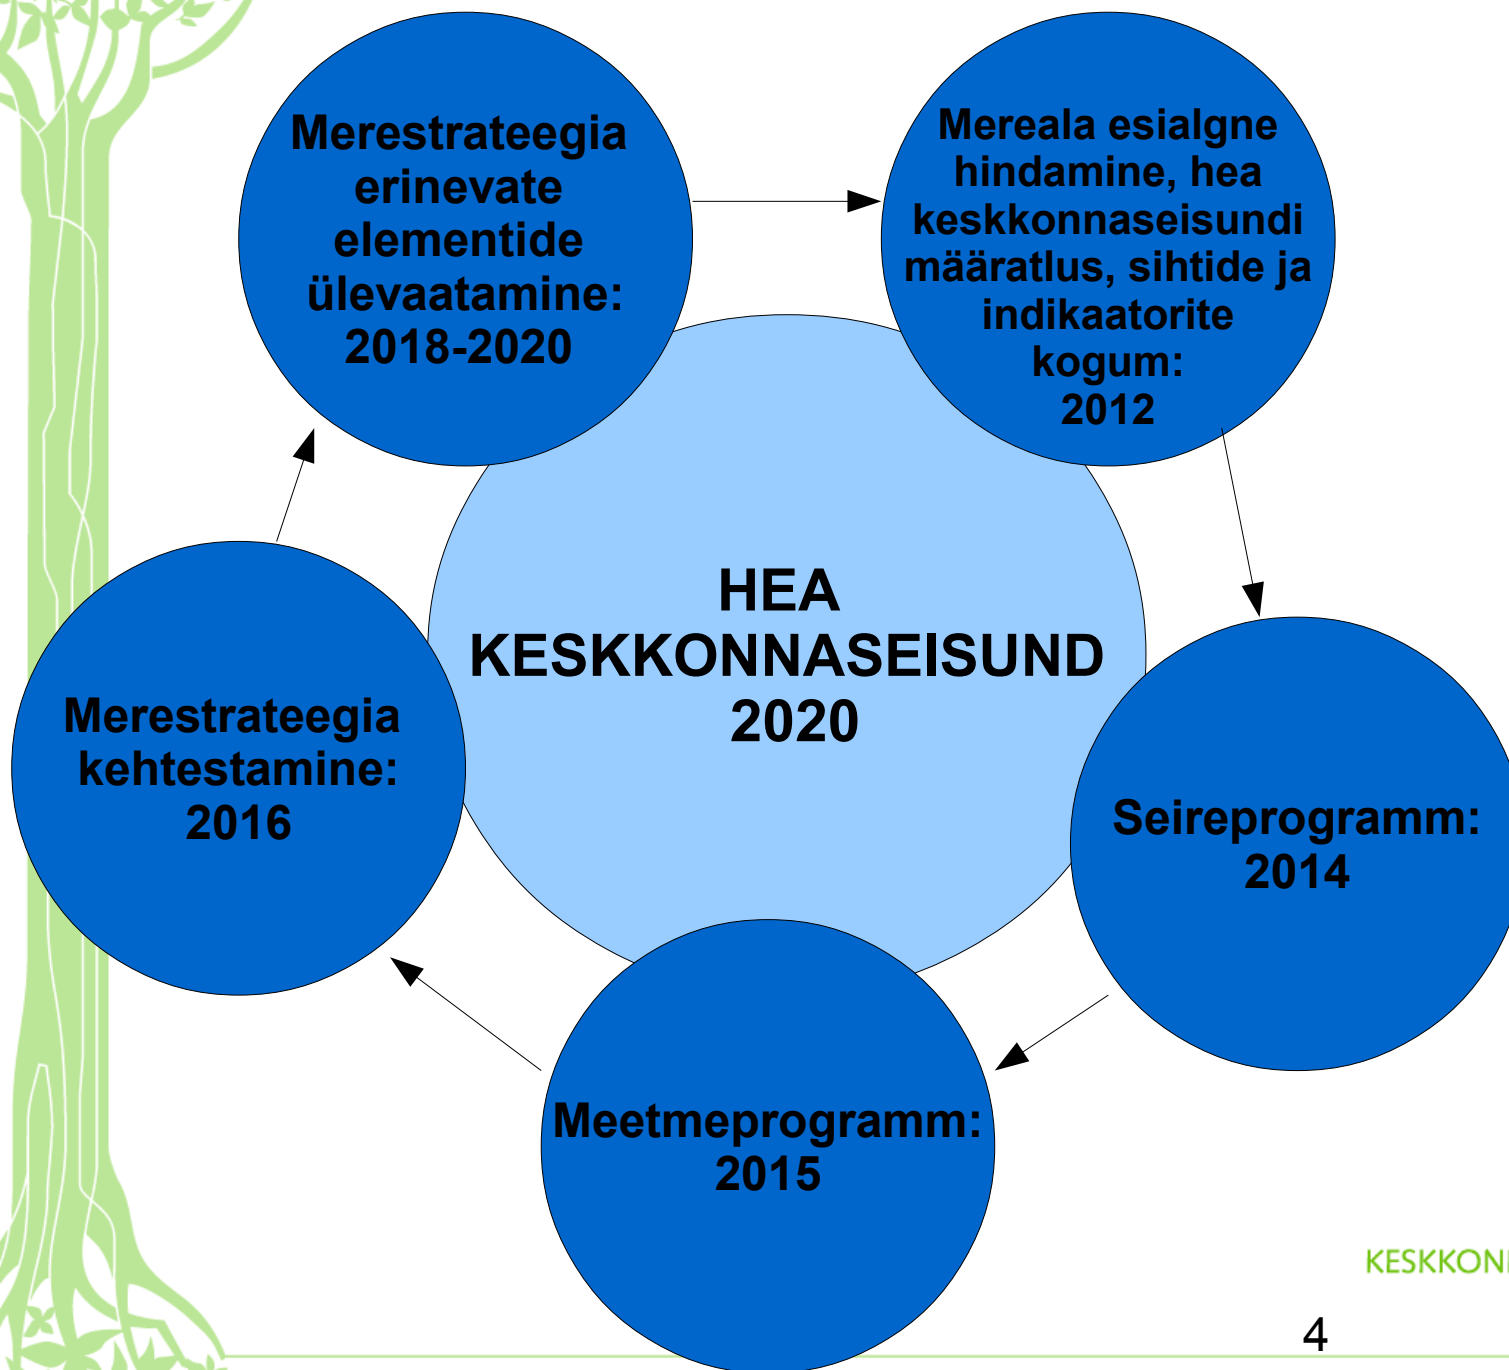 Merestrateegia
erinevate
elementide
ülevaatamine:
2018-2020
Mereala esialgne
hindamine, hea
keskkonnaseisundi
määratlus, sihtide ja
indikaatorite
kogum:
2012
HEA
KESKKONNASEISUND
2020
Merestrateegia
kehtestamine:
2016
Seireprogramm:
2014
Meetmeprogramm:
2015
4